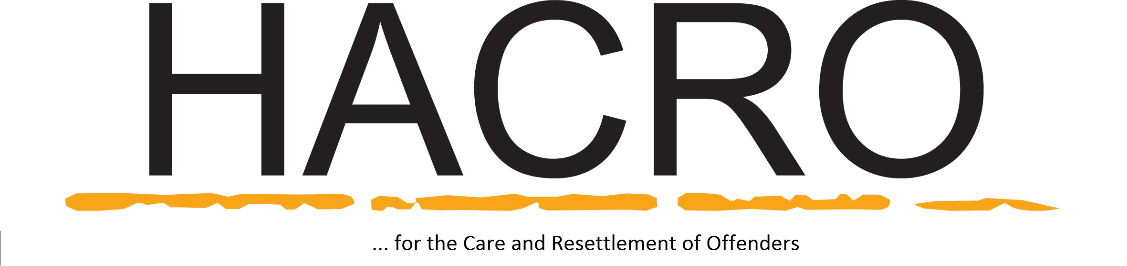 HACRO
... for the Care and Resettlement of Offenders